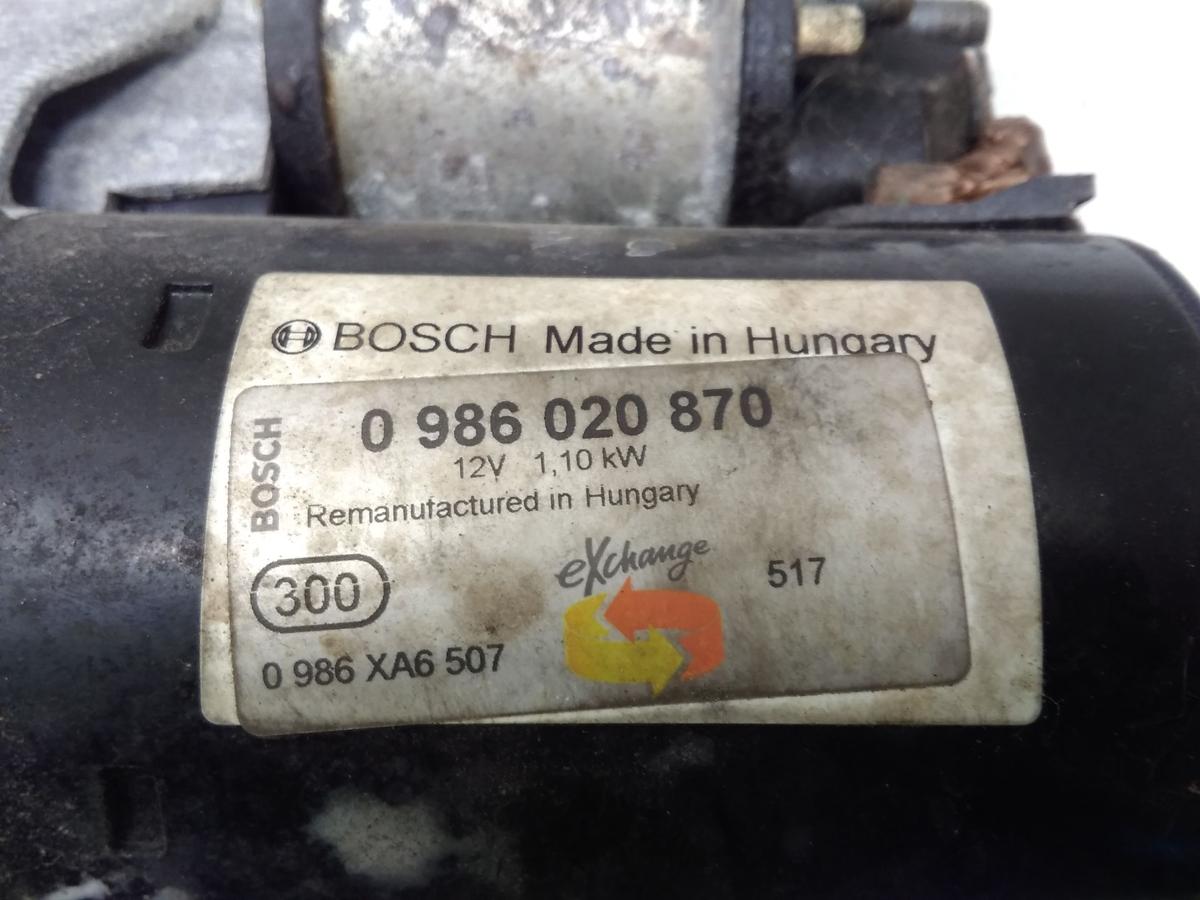 BOSCH Made in Hungary
BOSCH
0 986 020 870
12V 1,10 kW
Remanufactured in Hungary
eXchange
517
300
0 986 XA6 507